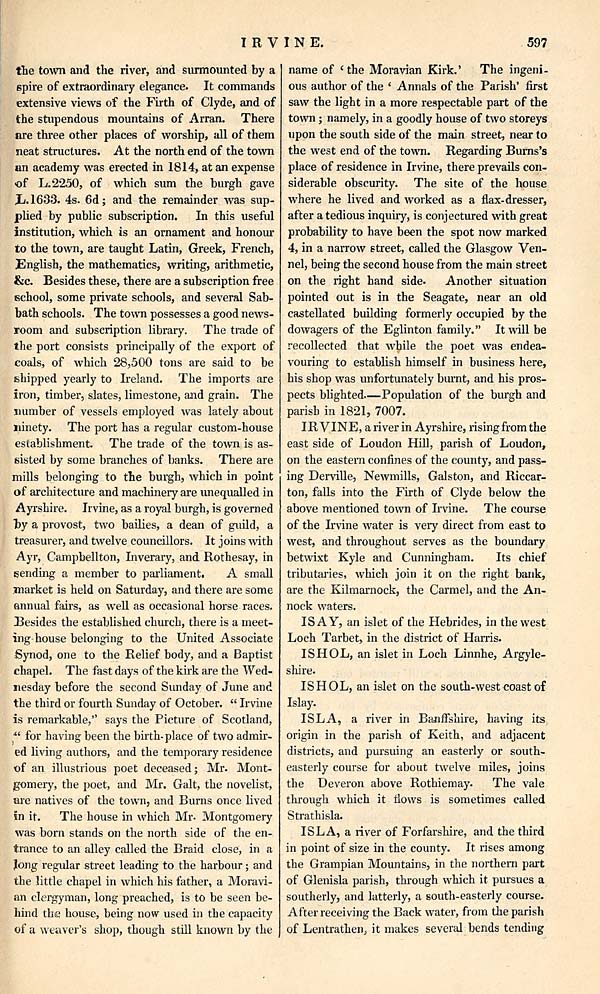 IRVINE.
597
the town and the river, and surmounted by a
spire of extraordinary elegance. It commands
extensive views of the Firth of Clyde, and of
the stupendous mountains of Arran. There
are three other places of worship, all of them
neat structures. At the north end of the town
an academy was erected in 1814, at an expense
of L.2250, of which sum the burgh gave
L.1633. 4s. 6d; and the remainder was sup-
plied by public subscription. In this useful
institution, which is an ornament and honour
to the town, are taught Latin, Greek, French,
English, the mathematics, writing, arithmetic,
&c. Besides these, there are a subscription free
school, some private schools, and several Sab-
bath schools. The town possesses a good news-
room and subscription library. The trade of
the port consists principally of the export of
coals, of which 28,500 tons are said to be
shipped yearly to Ireland. The imports are
iron, timber, slates, limestone, and grain. The
number of vessels employed was lately about
ninety. The port has a regular custom-house
establishment. The trade of the town is as-
sisted by some branches of banks. There are
mills belonging to the burgh, which in point
of architecture and machinery are unequalled in
Ayrshire. Irvine, as a royal burgh, is governed
by a provost, two bailies, a dean of guild, a
treasurer, and twelve councillors. It joins with
Ayr, Campbellton, Inverary, and Rothesay, in
sending a member to parliament. A small
market is held on Saturday, and there are some
annual fairs, as well as occasional horse races.
Besides the established church, there is a meet-
ing-house belonging to the United Associate
Synod, one to the Relief body, and a Baptist
chapel. The fast days of the kirk are the Wed-
nesday before the second Sunday of June and
the third or fourth Sunday of October. "Irvine
is remarkable," says the Picture of Scotland,
"for having been the birth-place of two admir-
ed living authors, and the temporary residence
of an illustrious poet deceased; Mr. Mont-
gomery, the poet, and Mr. Galt, the novelist,
are natives of the town, and Burns once lived
in it. The house in which Mr. Montgomery
was born stands on the north side of the en-
trance to an alley called the Braid close, in a
long regular street leading to the harbour; and
the little chapel in which his father, a Moravi-
an clergyman, long preached, is to be seen be-
hind the house, being now used in the capacity
of a weaver's shop, though still known by the
name of 'the Moravian Kirk.' The ingeni-
ous author of the 'Annals of the Parish' first
saw the light in a more respectable part of the
town; namely, in a goodly house of two storeys
upon the south side of the main street, near to
the west end of the town. Regarding Burns's
place of residence in Irvine, there prevails con-
siderable obscurity. The site of the house
where he lived and worked as a flax-dresser,
after a tedious inquiry, is conjectured with great
probability to have been the spot now marked
4, in a narrow street, called the Glasgow Ven-
nel, being the second house from the main street
on the right hand side. Another situation
pointed out is in the Seagate, near an old
castellated building formerly occupied by the
dowagers of the Eglinton family." It will be
recollected that while the poet was endea-
vouring to establish himself in business here,
his shop was unfortunately burnt, and his pros-
pects blighted.—Population of the burgh and
parish in 1821, 7007.
IRVINE, a river in Ayrshire, rising from the
east side of Loudon Hill, parish of Loudon,
on the eastern confines of the county, and pass-
ing Derville, Newmills, Galston, and Riccar-
ton, falls into the Firth of Clyde below the
above mentioned town of Irvine. The course
of the Irvine water is very direct from east to
west, and throughout serves as the boundary
betwixt Kyle and Cunningham. Its chief
tributaries, which join it on the right bank,
are the Kilmarnock, the Carmel, and the An-
nock waters.
ISAY, an islet of the Hebrides, in the west
Loch Tarbet, in the district of Harris.
ISHOL, an islet in Loch Linnhe, Argyle-
shire.
ISHOL, an islet on the south-west coast of
Islay.
ISLA, a river in Banffshire, having its
origin in the parish of Keith, and adjacent
districts, and pursuing an easterly or south-
easterly course for about twelve miles, joins
the Deveron above Rothiemay. The vale
through which it flows is sometimes called
Strathisla.
ISLA, a river of Forfarshire, and the third
in point of size in the county. It rises among
the Grampian Mountains, in the northern part
of Glenisla parish, through which it pursues a
southerly, and latterly, a south-easterly course.
After receiving the Back water, from the parish
of Lentrathen, it makes several bends tending